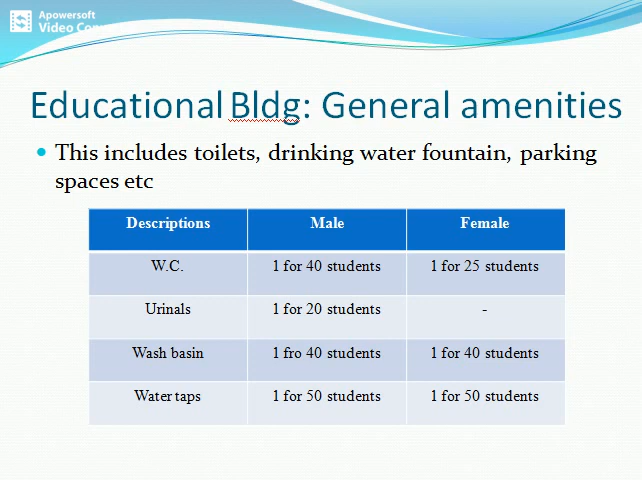 Apowersoft
Video Con
Educational Bldg: General amenities
• This includes toilets, drinking water fountain, parking
spaces etc
Descriptions Male Female
W.C. 1 for 40 students 1 for 25 students
Urinals 1 for 20 students -
Wash basin 1 fro 40 students 1 for 40 students
Water taps 1 for 50 students 1 for 50 students